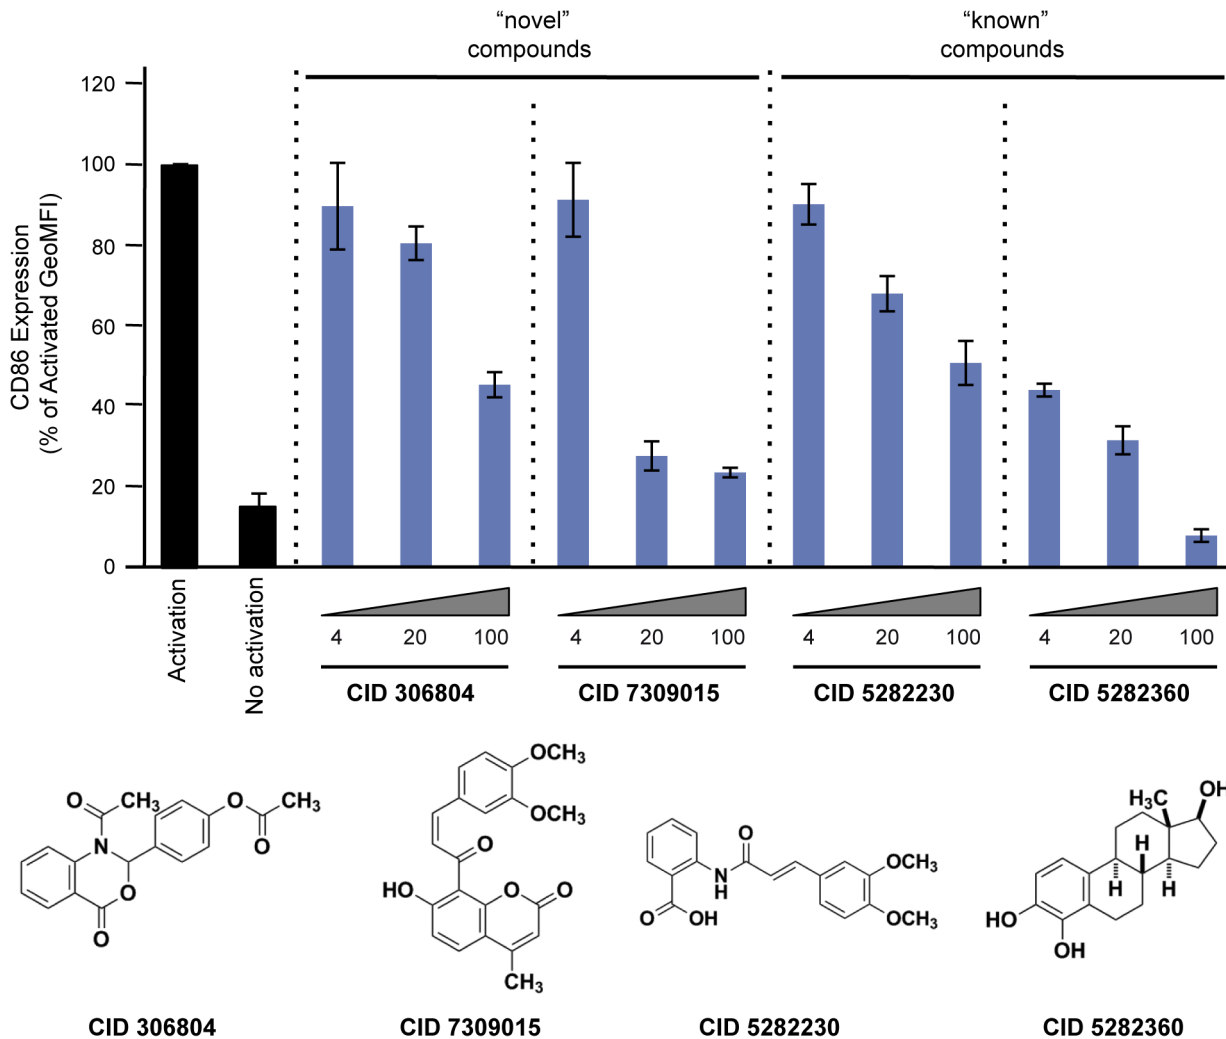 “novel”
compounds
“known”
compounds
CD86 Expression
(% of Activated GeoMFI)
120
100
80
60
40
20
0
Activation
No activation
4 20 100
4 20 100
4 20 100
4 20 100
CID 306804
CID 7309015
CID 5282230
CID 5282360
O
CH3
N
O
O
O
CH3
O
OCH3
OCH3
O
HO
O
O
CH3
O
N
H
O
OH
OCH3
OCH3
H3C
OH
H
H
H
HO
OH
CID 306804
CID 7309015
CID 5282230
CID 5282360